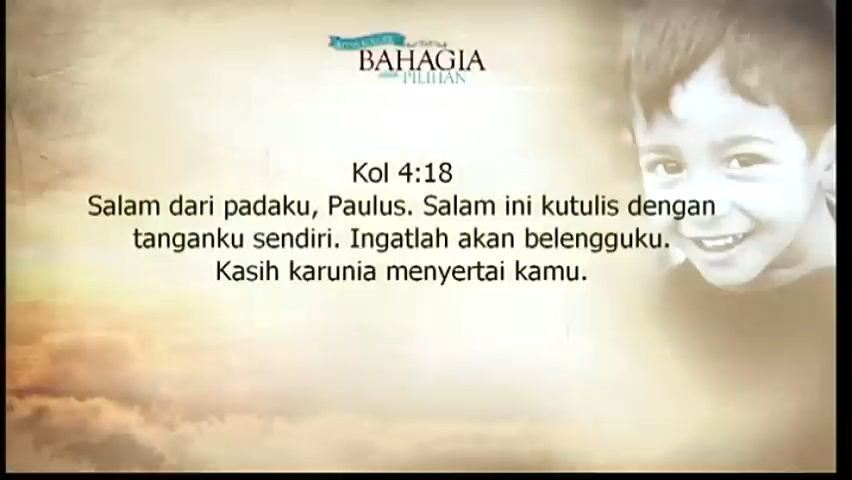 BAHAGIA
PILIHAN
Kol 4:18
Salam dari padaku, Paulus. Salam ini kutulis dengan
tanganku sendiri. Ingatlah akan belengguku.
Kasih karunia menyertai kamu.